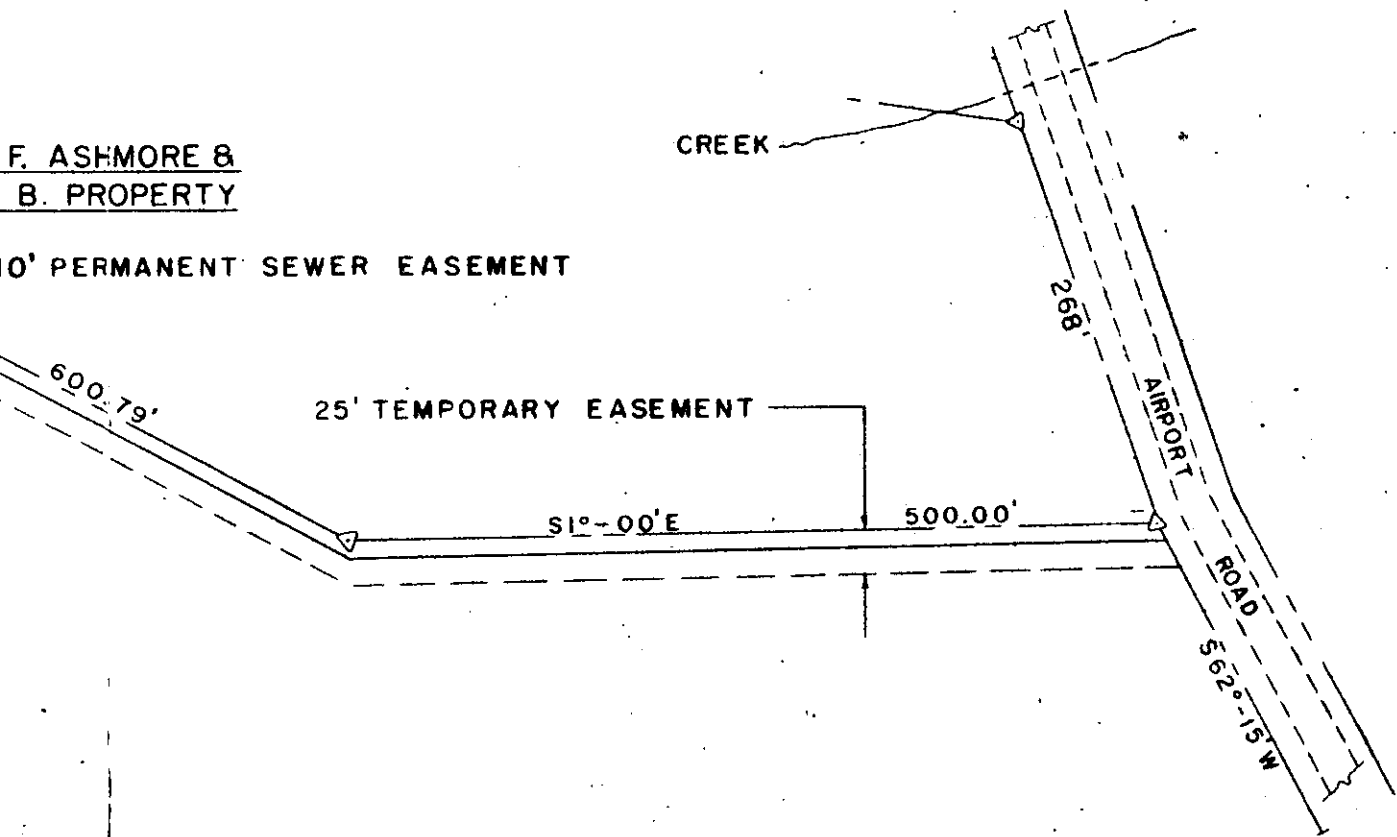 F. ASHMORE &
B. PROPERTY
10' PERMANENT SEWER EASEMENT
CREEK
600.79'
25' TEMPORARY EASEMENT
S1°-00'E
500.00'
268'
AIRPORT
ROAD
S62°-15'W